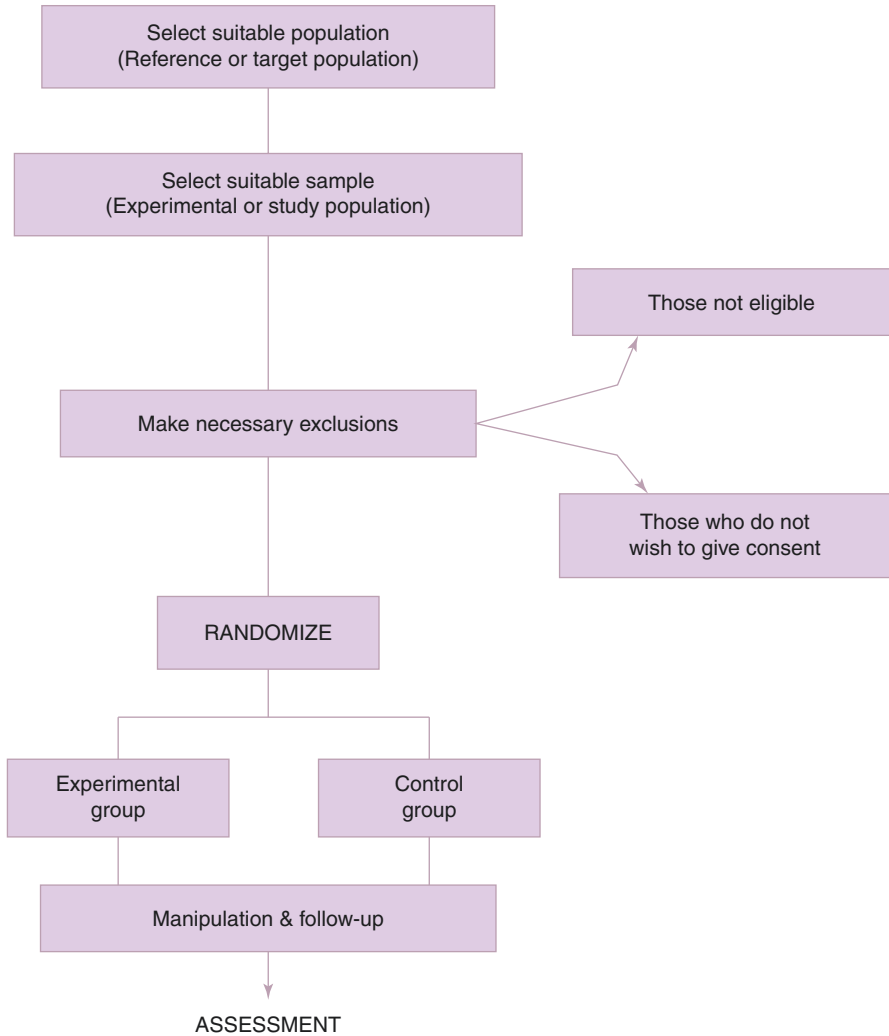 Select suitable population
(Reference or target population)
Select suitable sample
(Experimental or study population)
Those not eligible
Make necessary exclusions
Those who do not
wish to give consent
RANDOMIZE
Experimental
group
Control
group
Manipulation & follow-up
ASSESSMENT